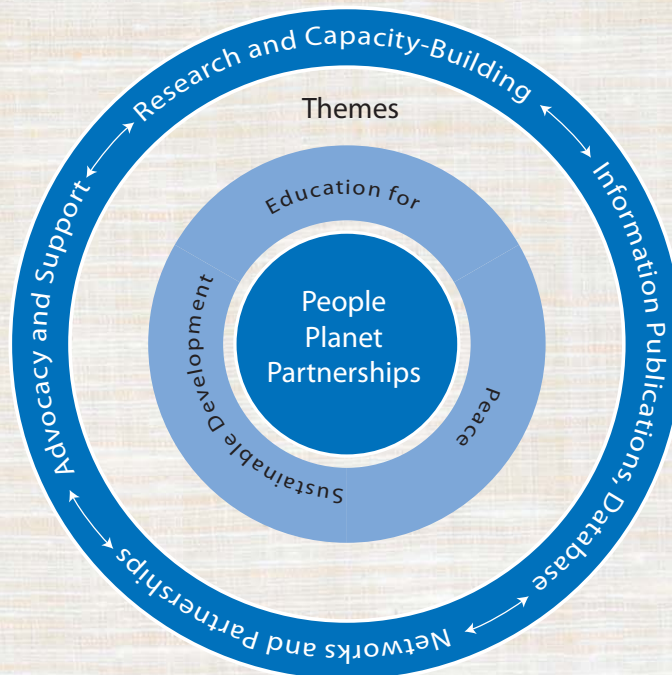 Research and Capacity-Building
Information Publications, Database
Networks and Partnerships
Advocacy and Support
Themes
Education for
Peace
Sustainable Development
People
Planet
Partnerships